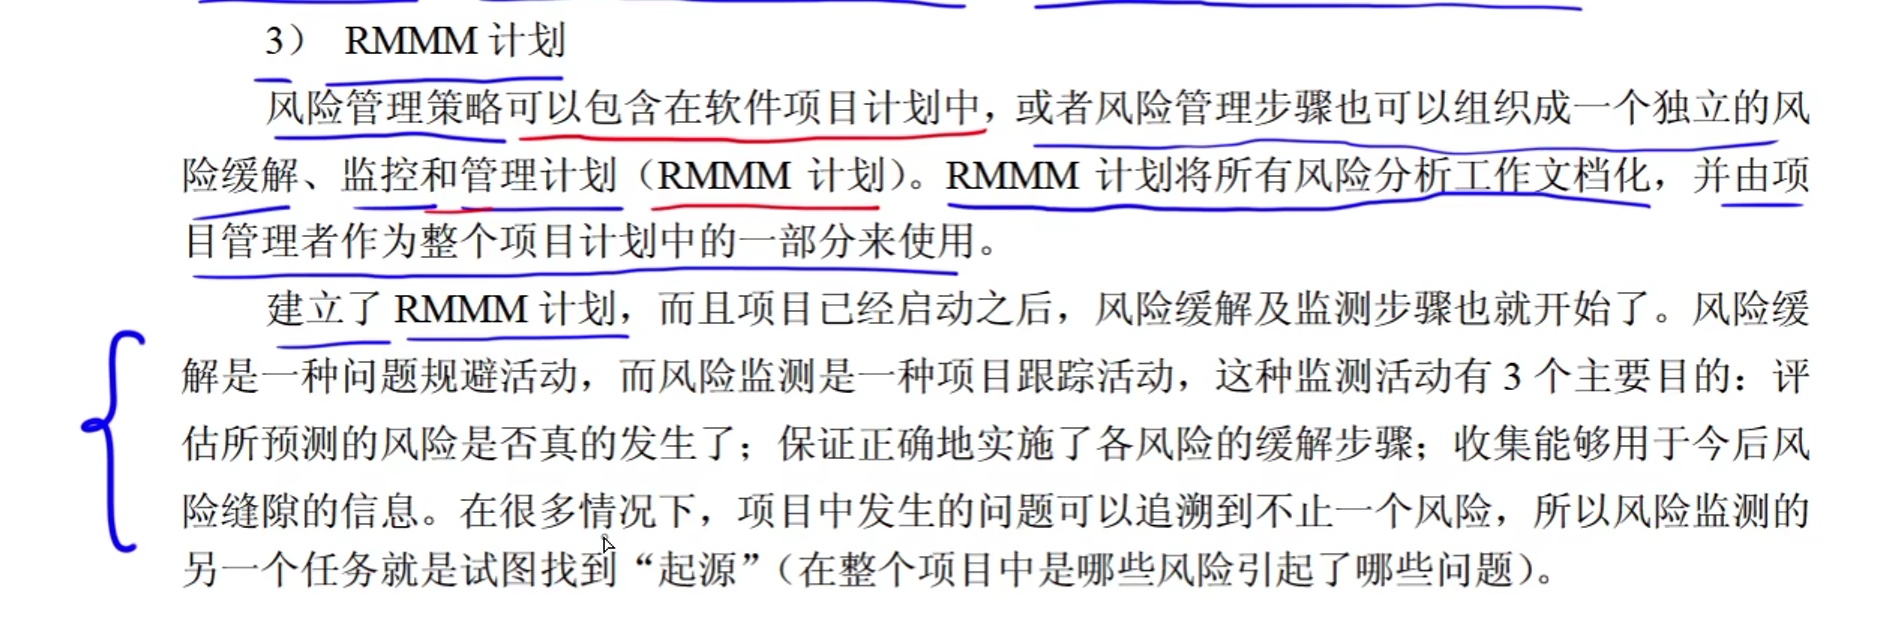 3） RMMM 计划
风险管理策略可以包含在软件项目计划中，或者风险管理步骤也可以组织成一个独立的风
险缓解、监控和管理计划（RMMM 计划）。RMMM 计划将所有风险分析工作文档化，并由项
目管理者作为整个项目计划中的一部分来使用。
建立了 RMMM 计划，而且项目已经启动之后，风险缓解及监测步骤也就开始了。风险缓
解是一种问题规避活动，而风险监测是一种项目跟踪活动，这种监测活动有 3 个主要目的：评
估所预测的风险是否真的发生了；保证正确地实施了各风险的缓解步骤；收集能够用于今后风
险缝隙的信息。在很多情况下，项目中发生的问题可以追溯到不止一个风险，所以风险监测的
另一个任务就是试图找到“起源”（在整个项目中是哪些风险引起了哪些问题）。